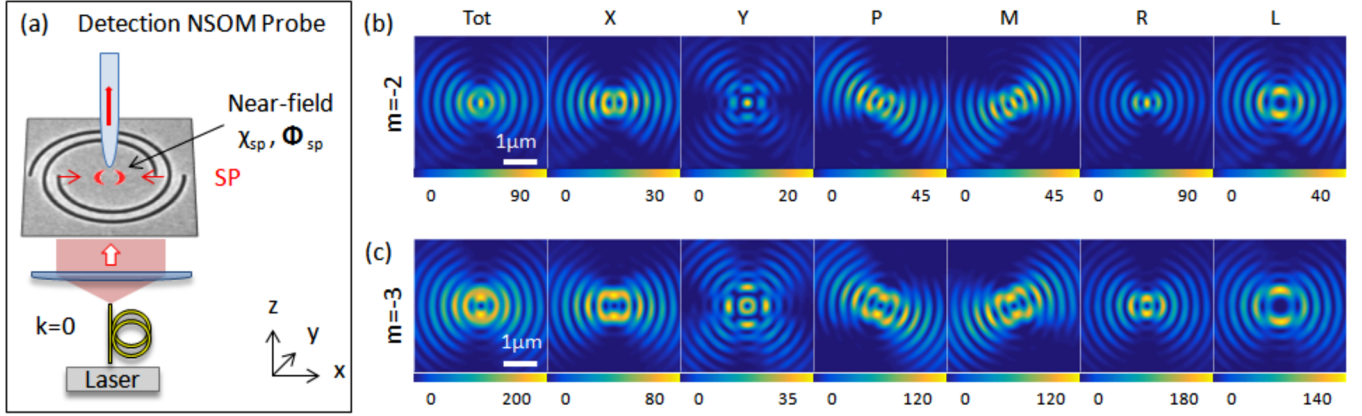 (a) Detection NSOM Probe
Near-field
χsp, Φsp
SP
k=0
Laser
z
y
x
(b) Tot X Y P M R L
m=-2
1μm
0 90 0 30 0 20 0 45 0 45 0 90 0 40
(c)
m=-3
1μm
0 200 0 80 0 35 0 120 0 120 0 180 0 140